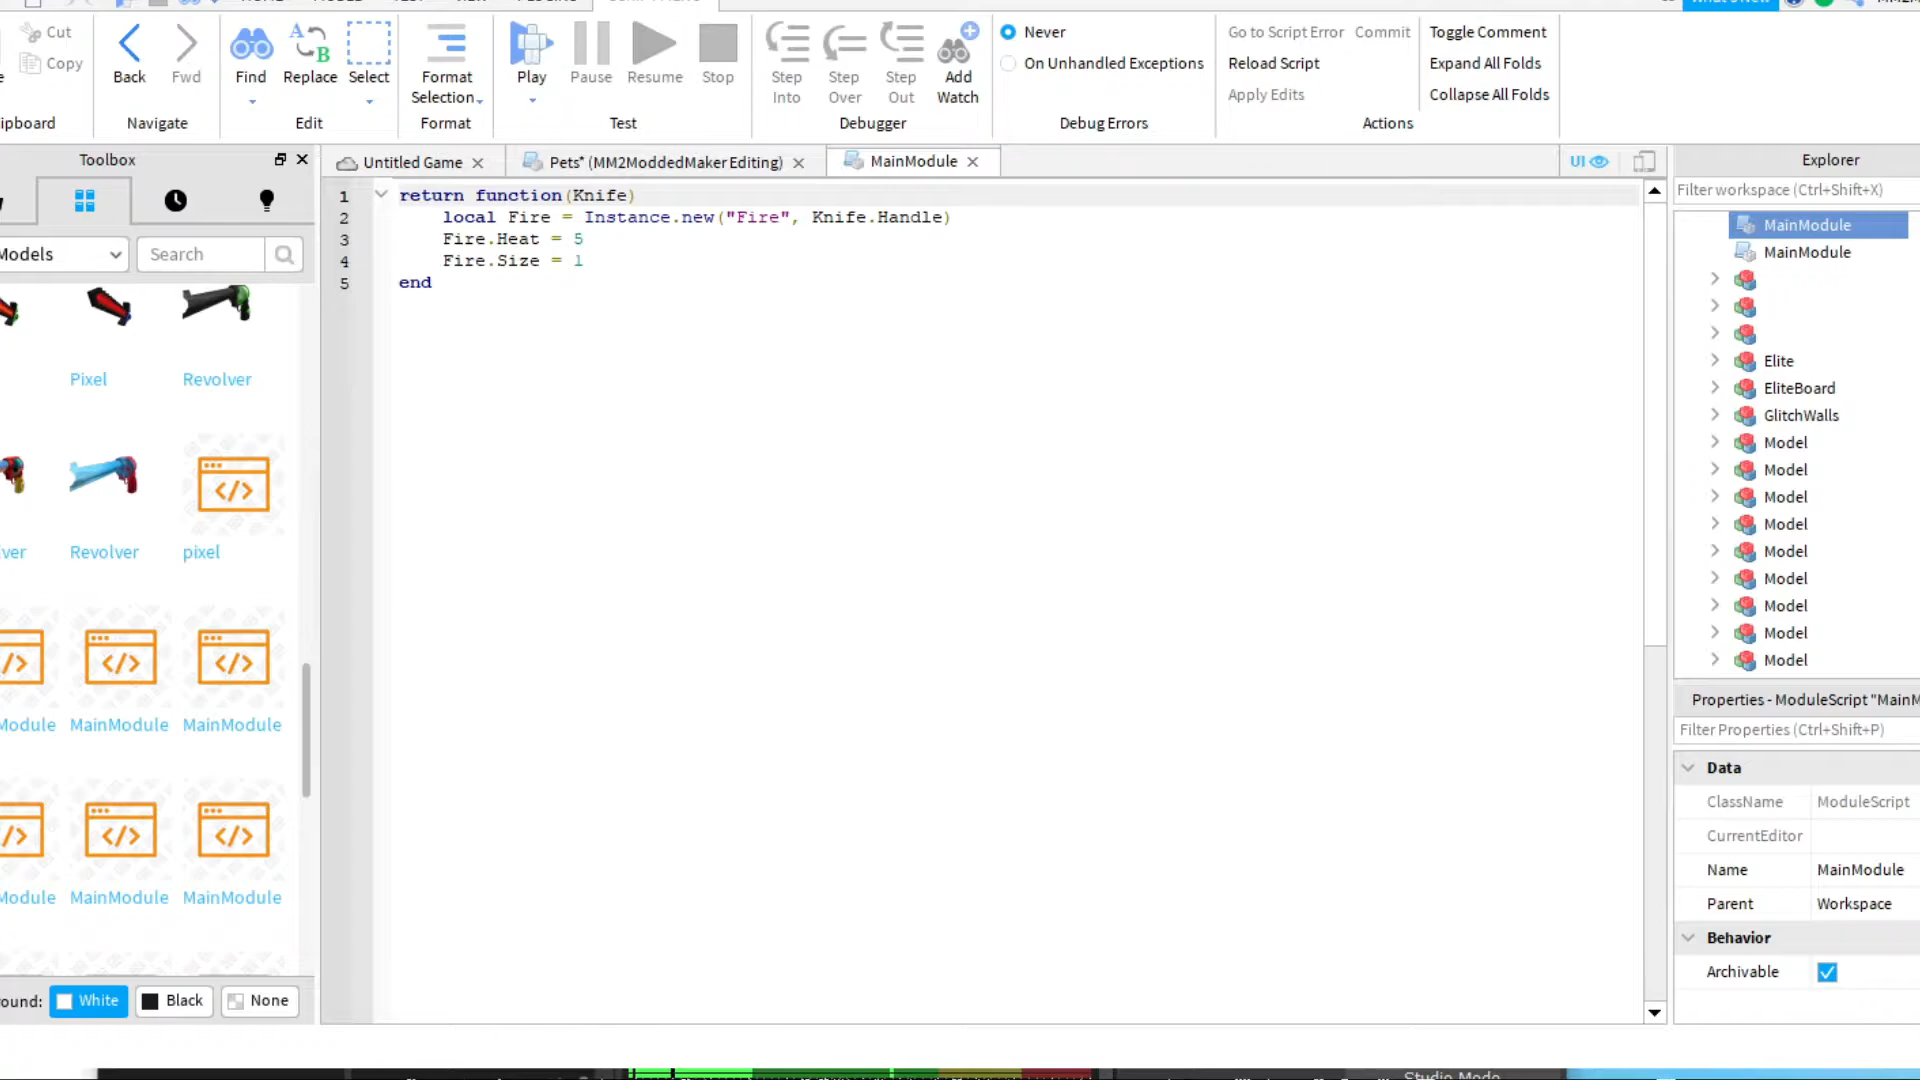 Cut
Copy
Back
Fwd
Find
Replace
Select
Format
Selection
Play
Pause
Resume
Stop
Step
Into
Step
Over
Step
Out
Add
Watch
Never
On Unhandled Exceptions
Go to Script Error
Commit
Reload Script
Apply Edits
Toggle Comment
Expand All Folds
Collapse All Folds
ipboard
Navigate
Edit
Format
Test
Debugger
Debug Errors
Actions
Toolbox
Untitled Game
Pets* (MM2ModdedMaker Editing)
MainModule
UI
Explorer
Models
Search
Filter workspace (Ctrl+Shift+X)
1 return function(Knife)
2 local Fire = Instance.new("Fire", Knife.Handle)
3 Fire.Heat = 5
4 Fire.Size = 1
5 end
Pixel
Revolver
ver
Revolver
pixel
Module
MainModule
MainModule
Module
MainModule
MainModule
ound:
White
Black
None
MainModule
MainModule
Elite
EliteBoard
GlitchWalls
Model
Model
Model
Model
Model
Model
Model
Model
Model
Properties - ModuleScript "MainM
Filter Properties (Ctrl+Shift+P)
Data
ClassName ModuleScript
CurrentEditor
Name MainModule
Parent Workspace
Behavior
Archivable